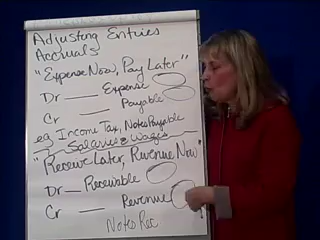 Adjusting Entries
Accruals
"Expense Now, Pay Later"
Dr ___ Expense
Cr ___ Payable
eg Income Tax, Notes Payable
Salaries & Wages
"Receive Later, Revenue Now"
Dr ___ Receivable
Cr ___ Revenue
Notes Rec